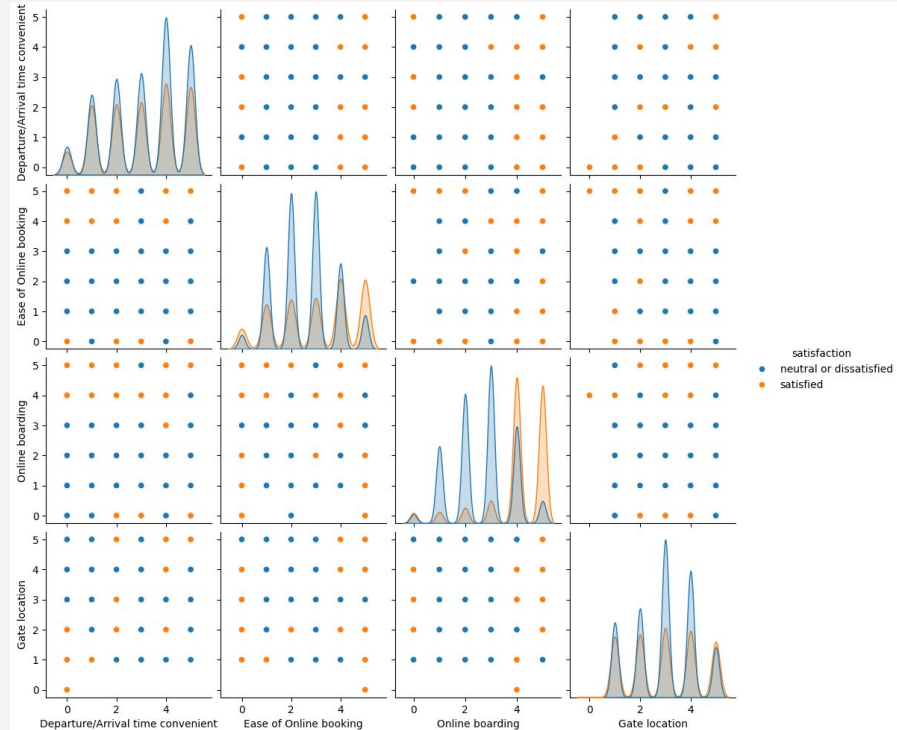 Departure/Arrival time convenient
5
4
3
2
1
0
Ease of Online booking
5
4
3
2
1
0
Online boarding
5
4
3
2
1
0
Gate location
5
4
3
2
1
0
satisfaction
neutral or dissatisfied
satisfied
0 2 4
0 2 4
0 2 4
0 2 4
Departure/Arrival time convenient
Ease of Online booking
Online boarding
Gate location